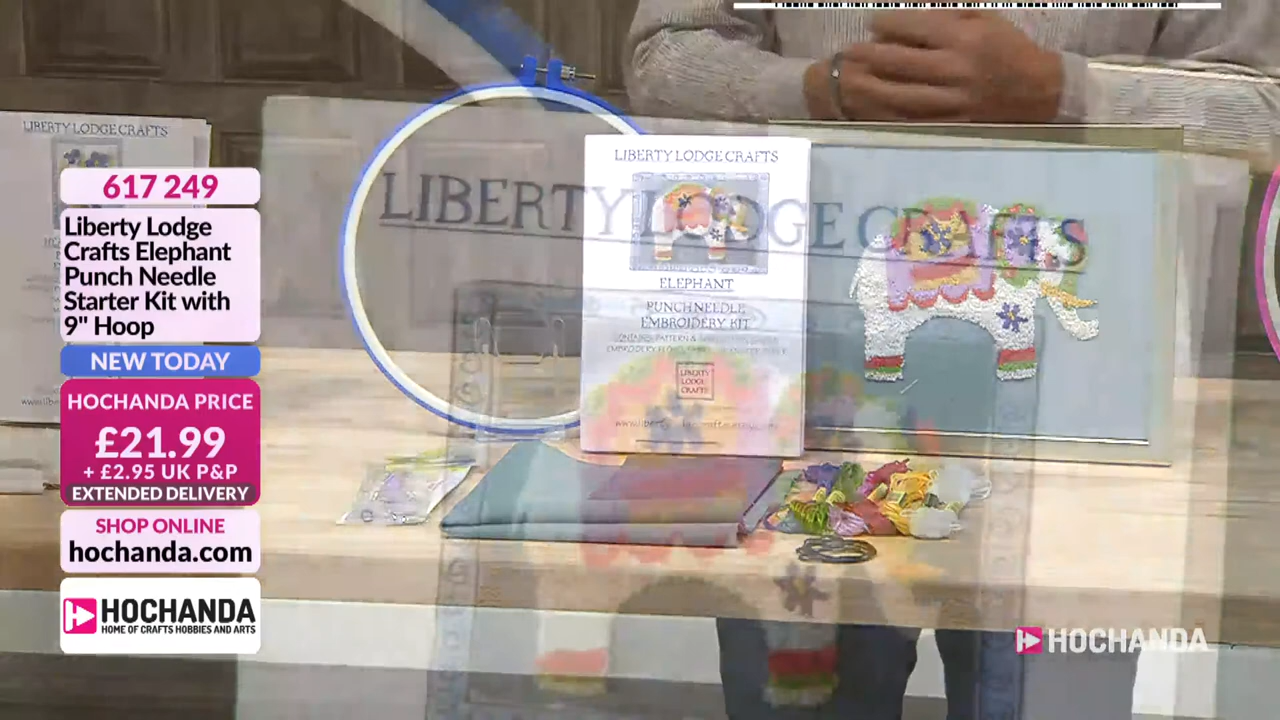 LIBERTY LODGE CRAFTS
617 249
Liberty Lodge
Crafts Elephant
Punch Needle
Starter Kit with
9" Hoop
NEW TODAY
HOCHANDA PRICE
£21.99
+ £2.95 UK P&P
EXTENDED DELIVERY
SHOP ONLINE
hochanda.com
HOCHANDA
HOME OF CRAFTS HOBBIES AND ARTS
LIBERTY LODGE CRAFTS
LIBERTY LODGE CRAFTS
ELEPHANT
PUNCHNEEDLE
EMBROIDERY KIT
LIBERTY
LODGE
CRAFTS
HOCHANDA